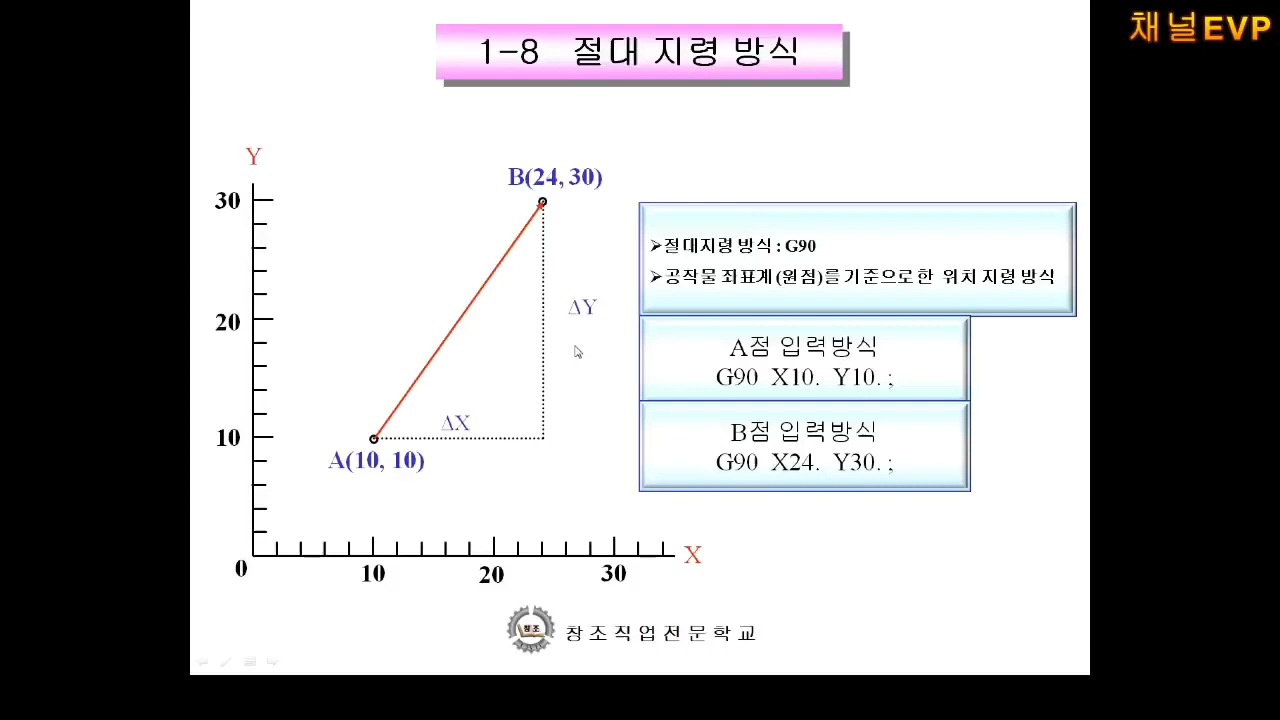 채널EVP
1-8 절대 지령 방식
Y
B(24, 30)
30
ΔY
20
ΔX
10
A(10, 10)
0
10
20
30
X
➢절대지령 방식 : G90
➢공작물 좌표계(원점)를 기준으로한 위치 지령 방식
A점 입력방식
G90 X10. Y10. ;
B점 입력방식
G90 X24. Y30. ;
창조
창조직업전문학교